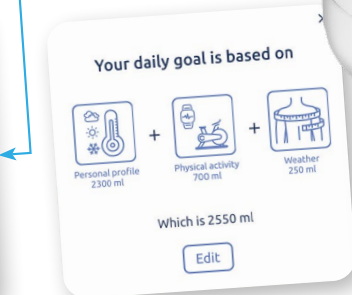 Your daily goal is based on
Personal profile
2300 ml
+
Physical activity
700 ml
+
Weather
250 ml
Which is 2550 ml
Edit